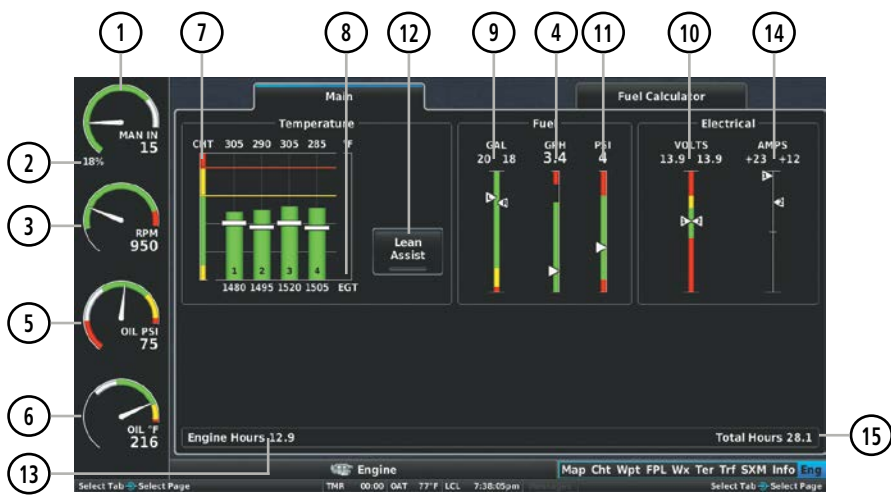 1 7 8 12 9 4 11 10 14
Main
Fuel Calculator
Temperature
Fuel
Electrical
MAN IN
15
2
18%
CHT 305 290 305 285 °F
GAL
20 18
GPH
3.4
PSI
4
VOLTS
13.9 13.9
AMPS
+23 +12
L
R
1
2
1
2
3
RPM
950
Lean
Assist
1 2 3 4
1480 1495 1520 1505 EGT
5
OIL PSI
75
6
OIL °F
216
Engine Hours 12.9
Total Hours 28.1
15
13
Engine
Map Cht Wpt FPL Wx Ter Trf SXM Info Eng
Select Tab Select Page
TMR 00:00 OAT 77°F LCL 7:38:05pm
Select Tab Select Page